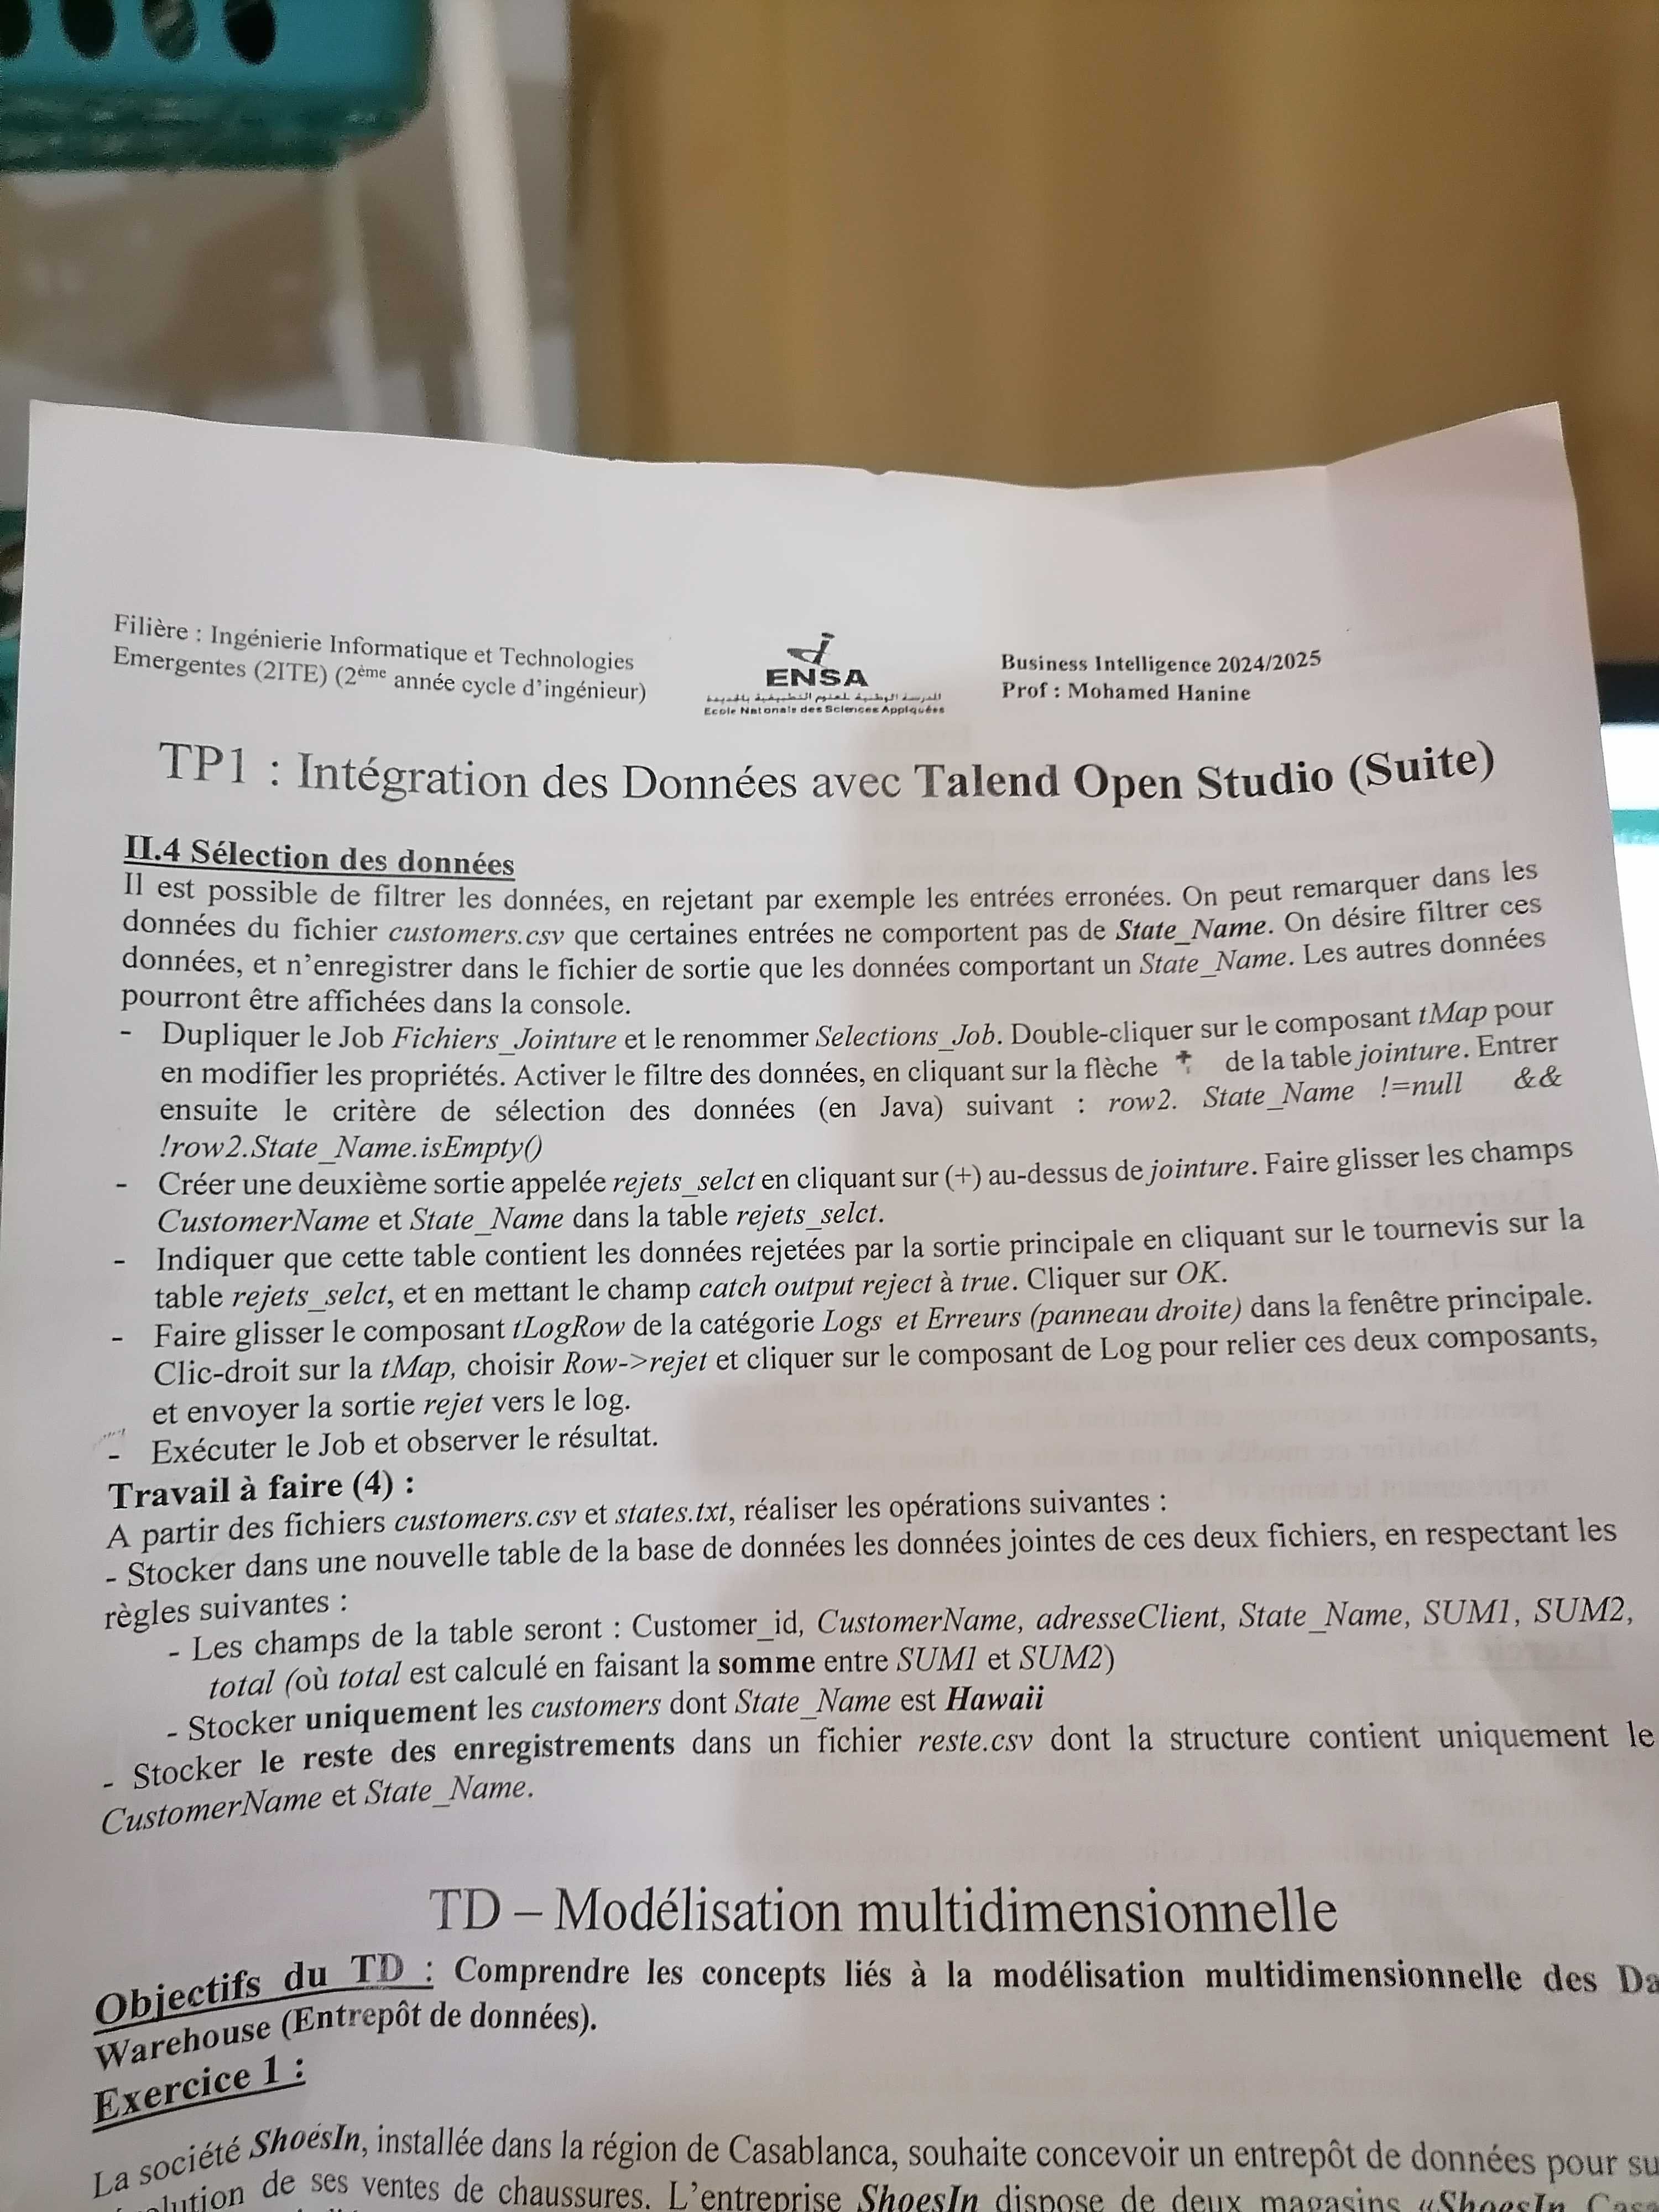 Filière : Ingénierie Informatique et Technologies
Emergentes (2ITE) (2ème année cycle d'ingénieur)
ENSA
Ecole Nationale des Sciences Appliquées
Business Intelligence 2024/2025
Prof : Mohamed Hanine
TP1 : Intégration des Données avec Talend Open Studio (Suite)
II.4 Sélection des données
Il est possible de filtrer les données, en rejetant par exemple les entrées erronées. On peut remarquer dans les
données du fichier customers.csv que certaines entrées ne comportent pas de State_Name. On désire filtrer ces
données, et n'enregistrer dans le fichier de sortie que les données comportant un State_Name. Les autres données
pourront être affichées dans la console.
- Dupliquer le Job Fichiers_Jointure et le renommer Selections_Job. Double-cliquer sur le composant tMap pour
en modifier les propriétés. Activer le filtre des données, en cliquant sur la flèche de la table jointure. Entrer
ensuite le critère de sélection des données (en Java) suivant : row2. State_Name !=null &&
!row2.State_Name.isEmpty()
- Créer une deuxième sortie appelée rejets_selct en cliquant sur (+) au-dessus de jointure. Faire glisser les champs
CustomerName et State_Name dans la table rejets_selct.
- Indiquer que cette table contient les données rejetées par la sortie principale en cliquant sur le tournevis sur la
table rejets_selct, et en mettant le champ catch output reject à true. Cliquer sur OK.
- Faire glisser le composant tLogRow de la catégorie Logs et Erreurs (panneau droite) dans la fenêtre principale.
Clic-droit sur la tMap, choisir Row->rejet et cliquer sur le composant de Log pour relier ces deux composants,
et envoyer la sortie rejet vers le log.
- Exécuter le Job et observer le résultat.
Travail à faire (4) :
A partir des fichiers customers.csv et states.txt, réaliser les opérations suivantes :
- Stocker dans une nouvelle table de la base de données les données jointes de ces deux fichiers, en respectant les
règles suivantes :
- Les champs de la table seront : Customer_id, CustomerName, adresseClient, State_Name, SUM1, SUM2,
total (où total est calculé en faisant la somme entre SUM1 et SUM2)
- Stocker uniquement les customers dont State_Name est Hawaii
- Stocker le reste des enregistrements dans un fichier reste.csv dont la structure contient uniquement le
CustomerName et State_Name.
TD – Modélisation multidimensionnelle
Objectifs du TD : Comprendre les concepts liés à la modélisation multidimensionnelle des Da
Warehouse (Entrepôt de données).
Exercice 1 :
La société ShoesIn, installée dans la région de Casablanca, souhaite concevoir un entrepôt de données pour su
de ses ventes de chaussures. L'entreprise ShoesIn dispose de deux magasins «ShoesIn